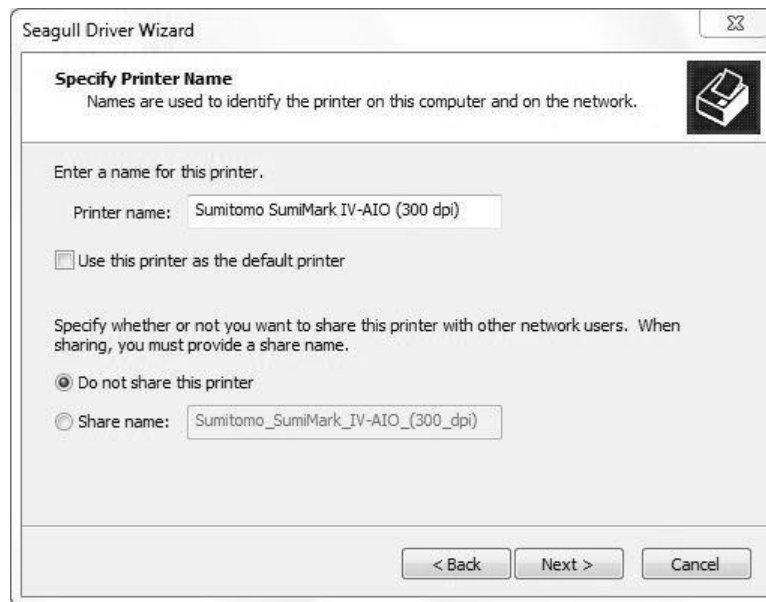 Seagull Driver Wizard
Specify Printer Name
Names are used to identify the printer on this computer and on the network.
Enter a name for this printer.
Printer name: Sumitomo SumiMark IV-AIO (300 dpi)
Use this printer as the default printer
Specify whether or not you want to share this printer with other network users. When
sharing, you must provide a share name.
Do not share this printer
Share name: Sumitomo_SumiMark_IV-AIO_(300_dpi)
< Back Next > Cancel